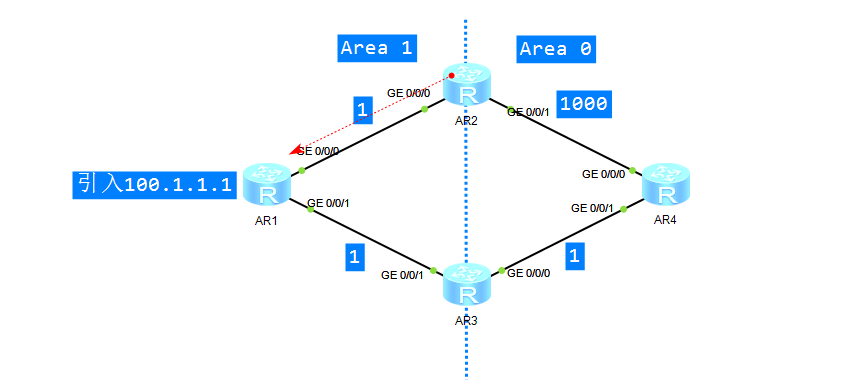 Area 1
Area 0
GE 0/0/0
1
1000
GE 0/0/1
AR2
GE 0/0/0
引入100.1.1.1
R
R
R
GE 0/0/0
GE 0/0/1
GE 0/0/1
AR1
AR4
1
1
GE 0/0/1
GE 0/0/0
R
AR3